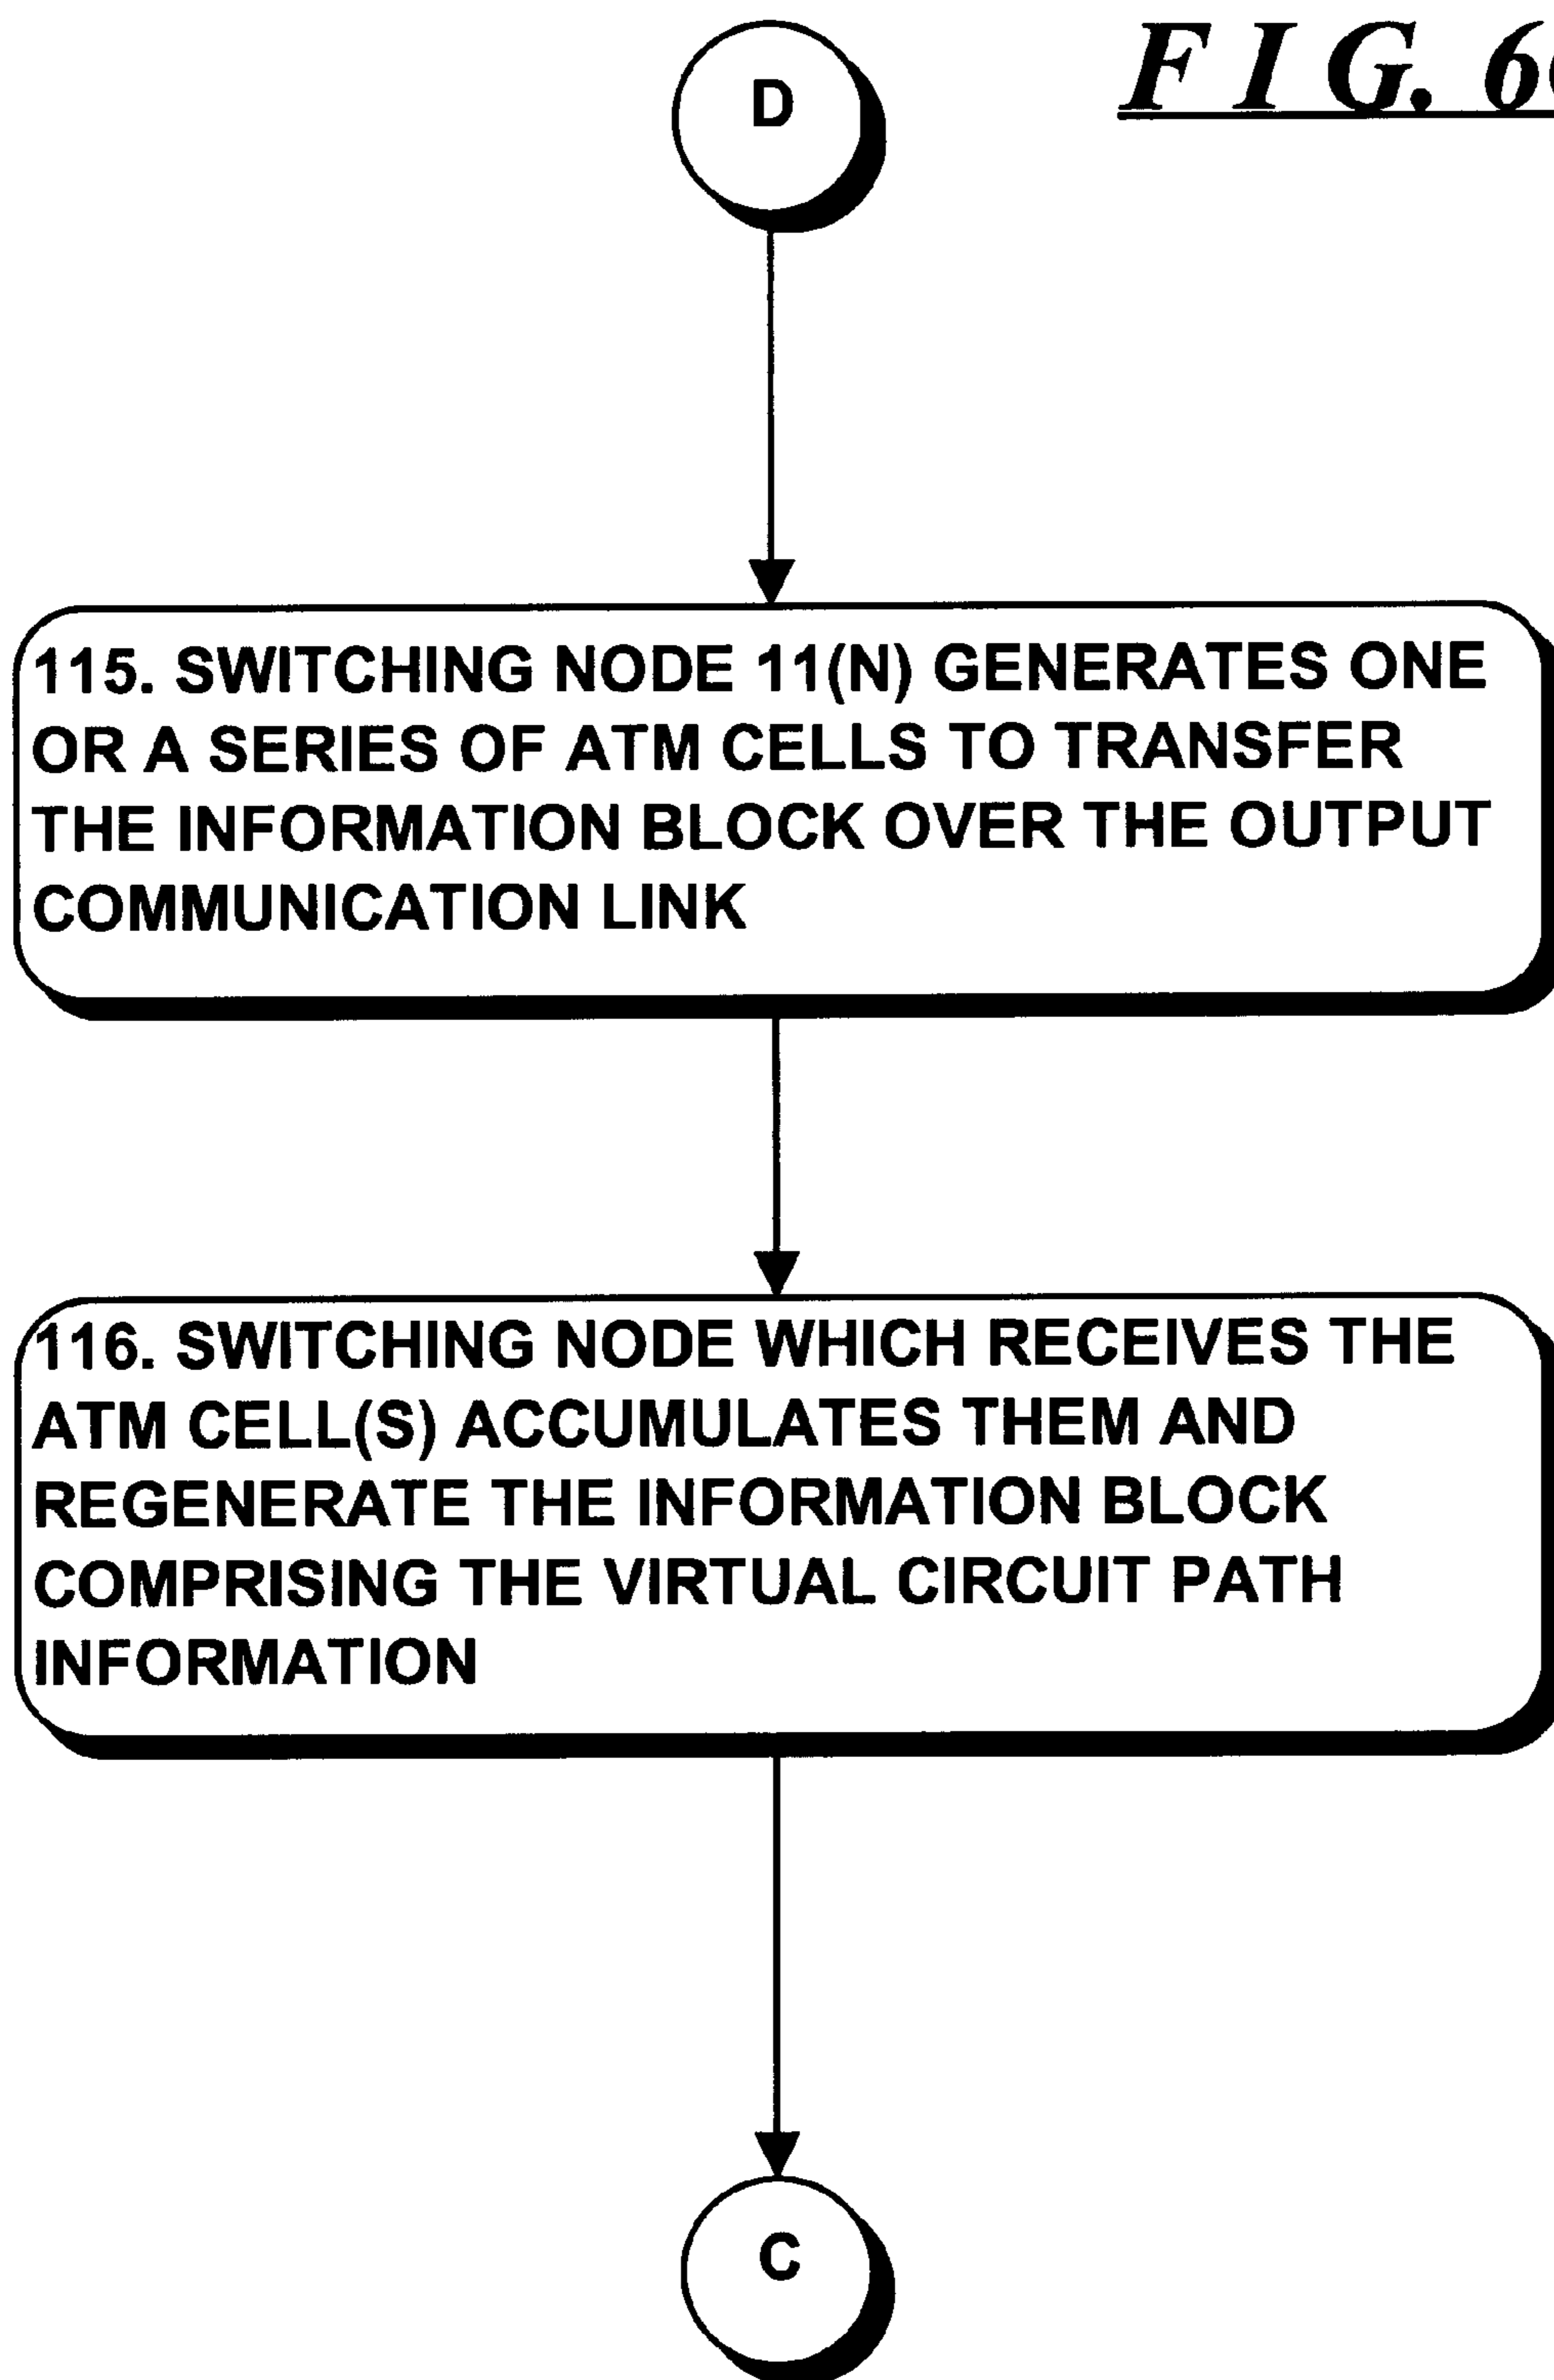 D
FIG. 6
115. SWITCHING NODE 11(N) GENERATES ONE
OR A SERIES OF ATM CELLS TO TRANSFER
THE INFORMATION BLOCK OVER THE OUTPUT
COMMUNICATION LINK
116. SWITCHING NODE WHICH RECEIVES THE
ATM CELL(S) ACCUMULATES THEM AND
REGENERATE THE INFORMATION BLOCK
COMPRISING THE VIRTUAL CIRCUIT PATH
INFORMATION
C